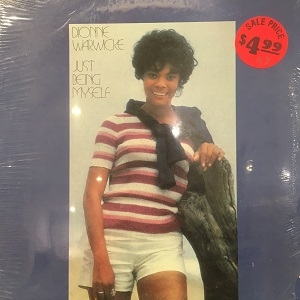 DIONNE
WARWICKE
JUST
BEING
MYSELF
SALE PRICE
$4.99